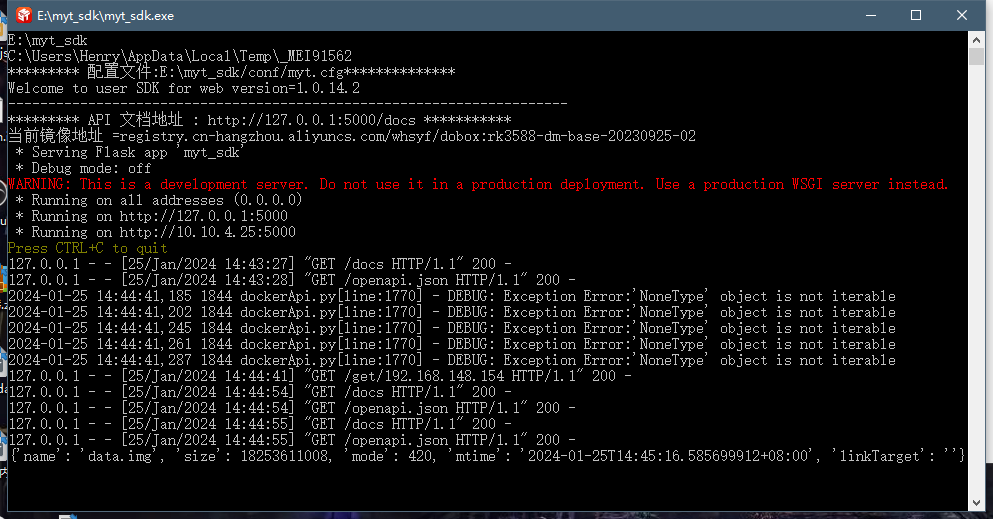 E:\myt_sdk\myt_sdk.exe
E:\myt_sdk
C:\Users\Henry\AppData\Local\Temp\_MEI91562
********* 配置文件:E:\myt_sdk/conf/myt.cfg**************
Welcome to user SDK for web version=1.0.14.2
----------------------------------------------------------------------
********* API 文档地址 : http://127.0.0.1:5000/docs ***********
当前镜像地址 =registry.cn-hangzhou.aliyuncs.com/whsyf/dobox:rk3588-dm-base-20230925-02
 * Serving Flask app 'myt_sdk'
 * Debug mode: off
WARNING: This is a development server. Do not use it in a production deployment. Use a production WSGI server instead.
 * Running on all addresses (0.0.0.0)
 * Running on http://127.0.0.1:5000
 * Running on http://10.10.4.25:5000
Press CTRL+C to quit
127.0.0.1 - - [25/Jan/2024 14:43:27] "GET /docs HTTP/1.1" 200 -
127.0.0.1 - - [25/Jan/2024 14:43:28] "GET /openapi.json HTTP/1.1" 200 -
2024-01-25 14:44:41,185 1844 dockerApi.py[line:1770] - DEBUG: Exception Error:'NoneType' object is not iterable
2024-01-25 14:44:41,202 1844 dockerApi.py[line:1770] - DEBUG: Exception Error:'NoneType' object is not iterable
2024-01-25 14:44:41,245 1844 dockerApi.py[line:1770] - DEBUG: Exception Error:'NoneType' object is not iterable
2024-01-25 14:44:41,261 1844 dockerApi.py[line:1770] - DEBUG: Exception Error:'NoneType' object is not iterable
2024-01-25 14:44:41,287 1844 dockerApi.py[line:1770] - DEBUG: Exception Error:'NoneType' object is not iterable
127.0.0.1 - - [25/Jan/2024 14:44:41] "GET /get/192.168.148.154 HTTP/1.1" 200 -
127.0.0.1 - - [25/Jan/2024 14:44:54] "GET /docs HTTP/1.1" 200 -
127.0.0.1 - - [25/Jan/2024 14:44:54] "GET /openapi.json HTTP/1.1" 200 -
127.0.0.1 - - [25/Jan/2024 14:44:55] "GET /docs HTTP/1.1" 200 -
127.0.0.1 - - [25/Jan/2024 14:44:55] "GET /openapi.json HTTP/1.1" 200 -
{'name': 'data.img', 'size': 18253611008, 'mode': 420, 'mtime': '2024-01-25T14:45:16.585699912+08:00', 'linkTarget': ''}